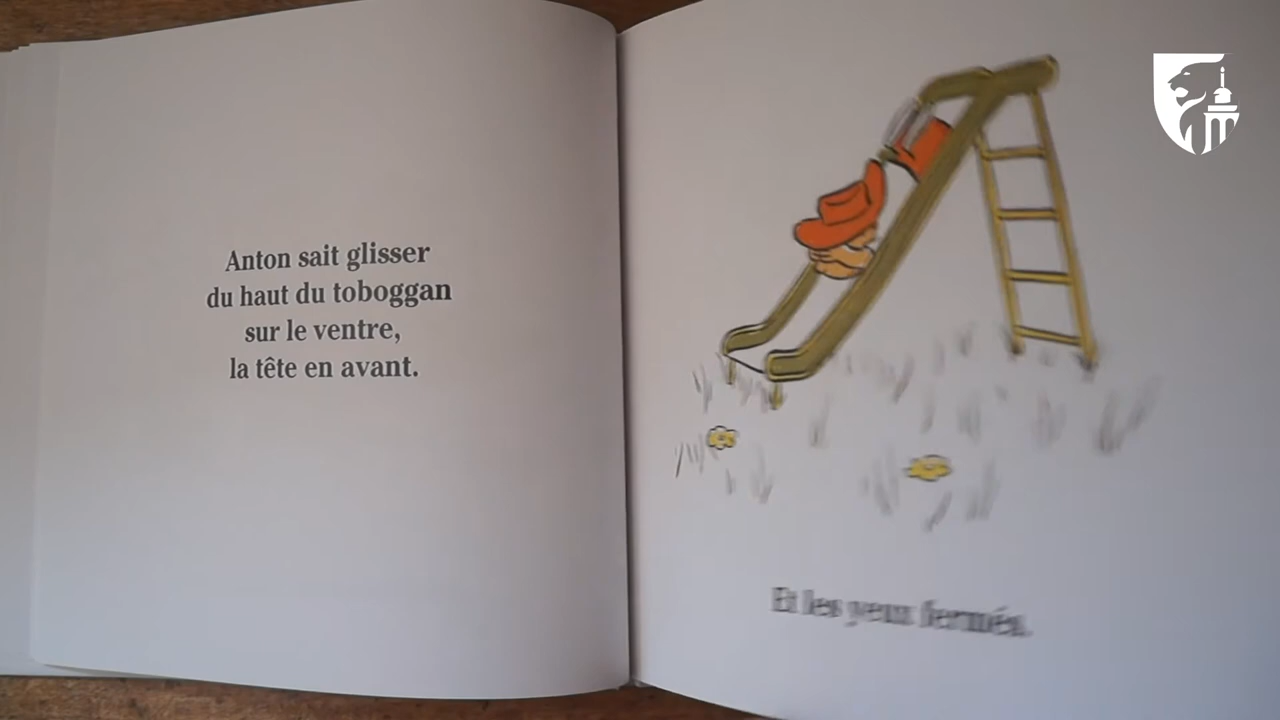 Anton sait glisser
du haut du toboggan
sur le ventre,
la tête en avant.
Et les yeux fermés.